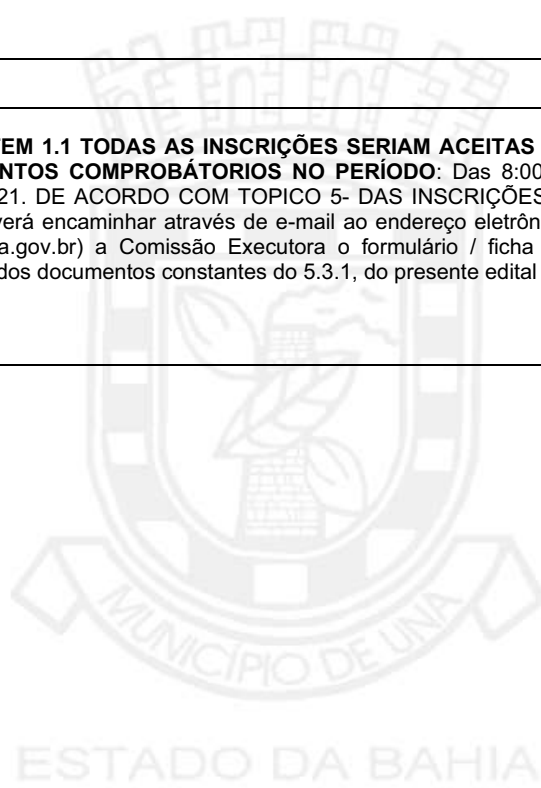 TEM 1.1 TODAS AS INSCRIÇÕES SERIAM ACEITAS
NTOS COMPROBÁTORIOS NO PERÍODO: Das 8:00
21. DE ACORDO COM TOPICO 5- DAS INSCRIÇÕES
verá encaminhar através de e-mail ao endereço eletrôn
a.gov.br) a Comissão Executora o formulário / ficha
dos documentos constantes do 5.3.1, do presente edital
MUNICÍPIO DE UNA
ESTADO DA BAHIA